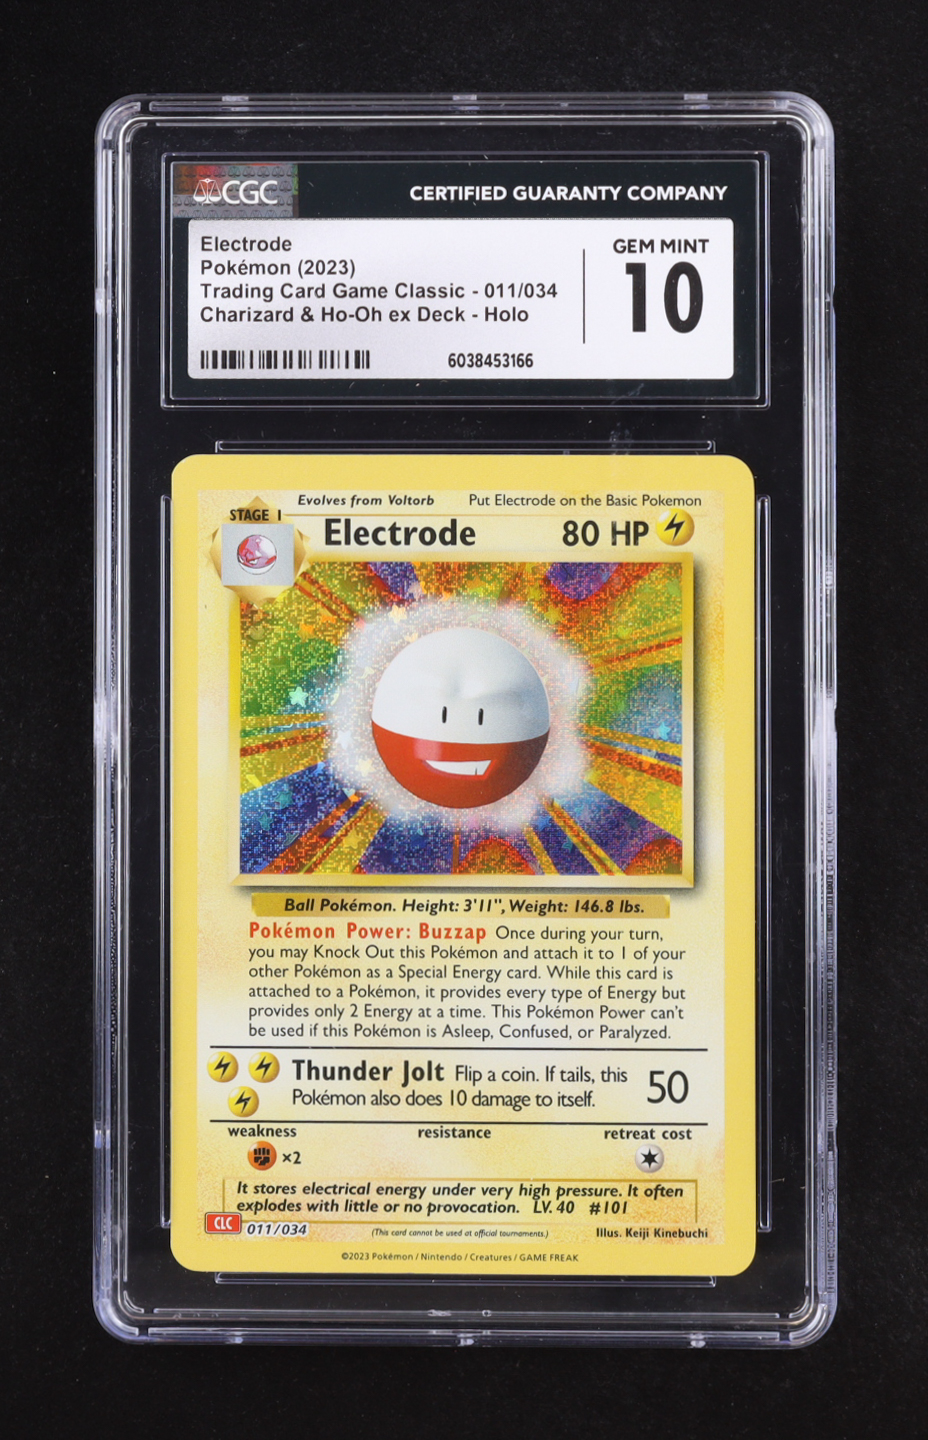 CGC
CERTIFIED GUARANTY COMPANY
Electrode
Pokémon (2023)
Trading Card Game Classic - 011/034
Charizard & Ho-Oh ex Deck - Holo
GEM MINT
10
6038453166
Evolves from Voltorb
Put Electrode on the Basic Pokemon
STAGE 1
Electrode
80 HP
Ball Pokémon. Height: 3'11", Weight: 146.8 lbs.
Pokémon Power: Buzzap Once during your turn,
you may Knock Out this Pokémon and attach it to 1 of your
other Pokémon as a Special Energy card. While this card is
attached to a Pokémon, it provides every type of Energy but
provides only 2 Energy at a time. This Pokémon Power can't
be used if this Pokémon is Asleep, Confused, or Paralyzed.
Thunder Jolt Flip a coin. If tails, this
Pokémon also does 10 damage to itself.
50
weakness
resistance
retreat cost
×2
It stores electrical energy under very high pressure. It often
explodes with little or no provocation. LV. 40 #101
CLC
011/034
(This card cannot be used at official tournaments.)
Illus. Keiji Kinebuchi
©2023 Pokémon / Nintendo / Creatures / GAME FREAK